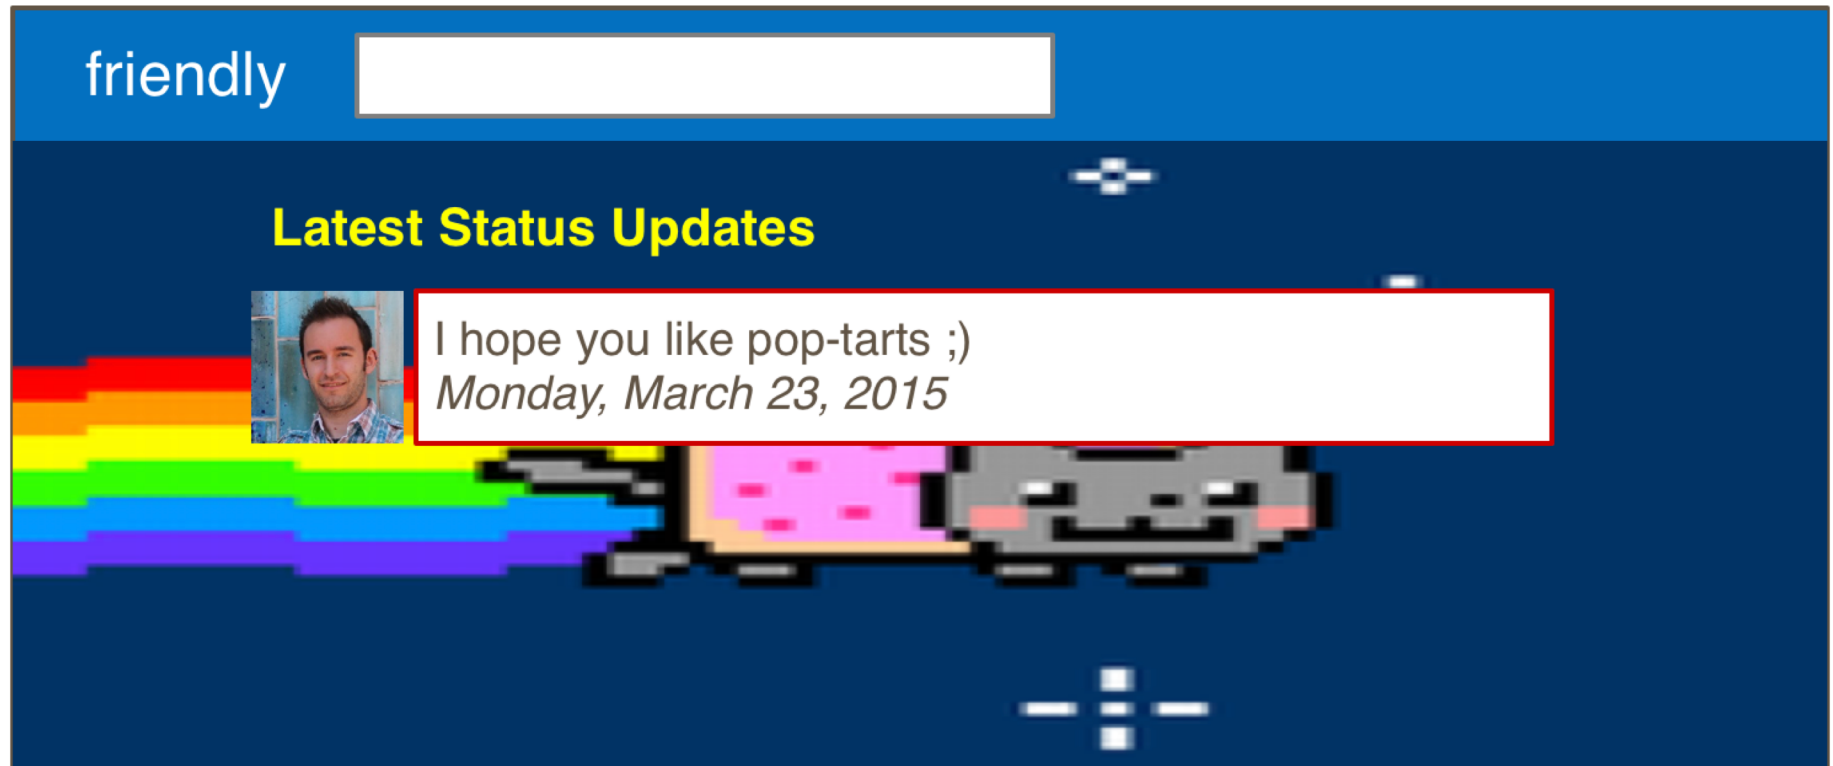 friendly
Latest Status Updates
I hope you like pop-tarts ;)
Monday, March 23, 2015